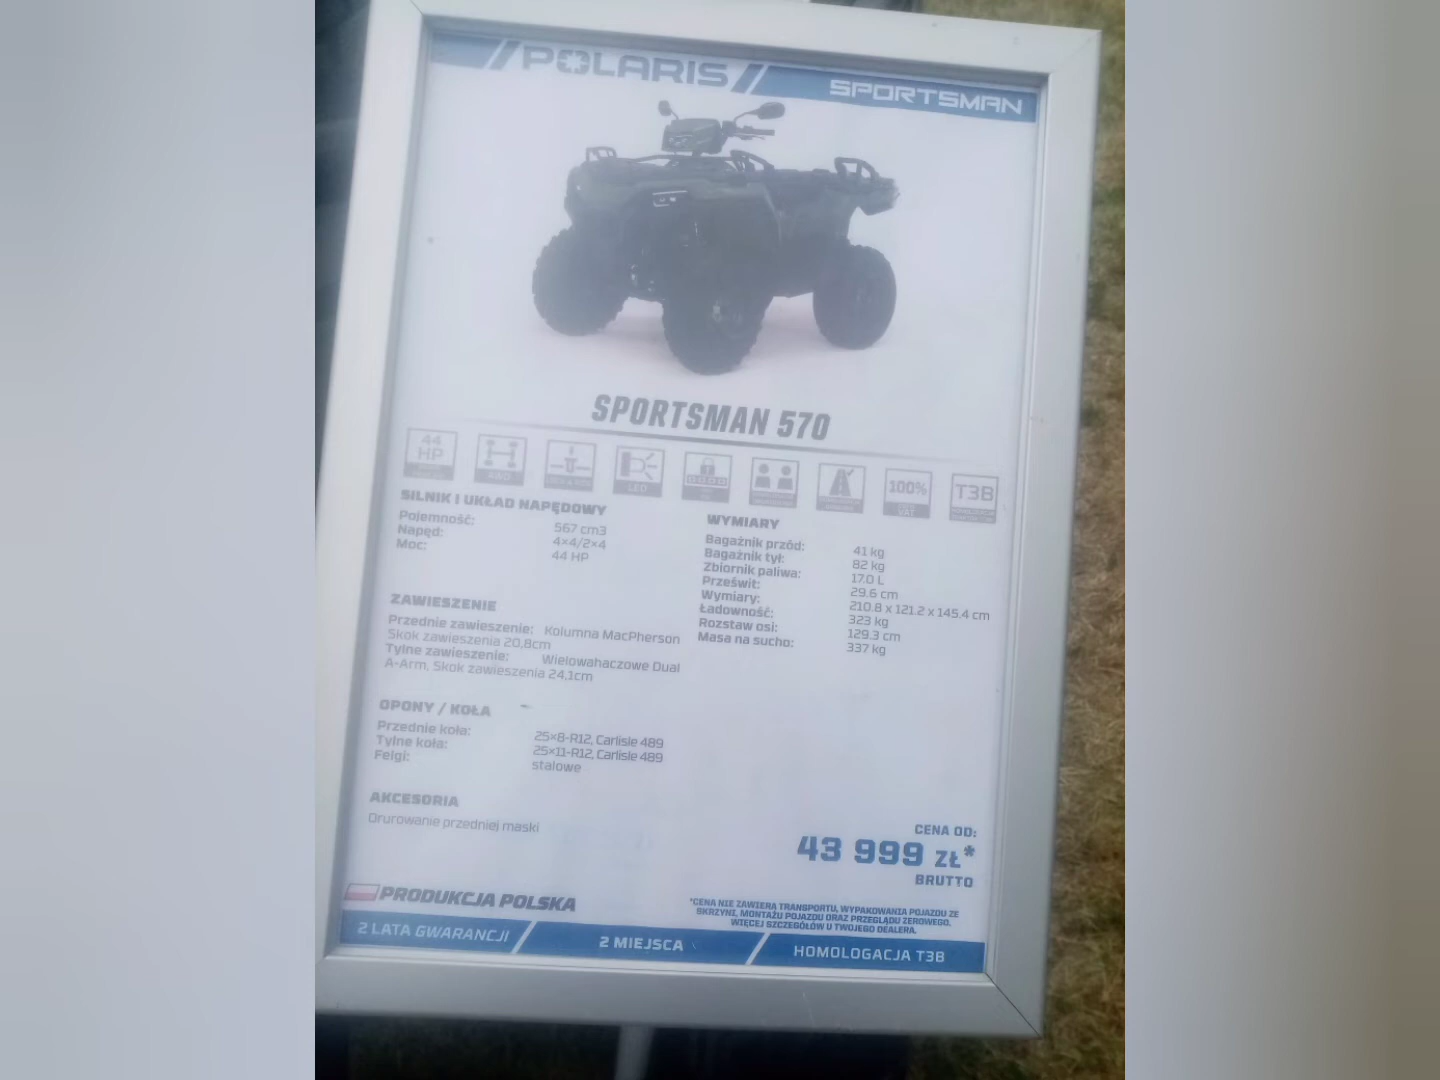 POLARIS
SPORTSMAN
SPORTSMAN 570
44
HP
LED
100%
VAT
T3B
SILNIK I UKŁAD NAPĘDOWY
Pojemność: 567 cm3
Napęd: 4×4/2×4
Moc: 44 HP
ZAWIESZENIE
Przednie zawieszenie: Kolumna MacPherson
Skok zawieszenia 20,8cm
Tylne zawieszenie: Wielowahaczowe Dual
A-Arm. Skok zawieszenia 24,1cm
OPONY / KOŁA
Przednie koła: 25×8-R12, Carlisle 489
Tylne koła: 25×11-R12, Carlisle 489
Felgi: stalowe
AKCESORIA
Orurowanie przedniej maski
WYMIARY
Bagażnik przód: 41 kg
Bagażnik tył: 82 kg
Zbiornik paliwa: 17.0 L
Prześwit: 29.6 cm
Wymiary: 210.8 x 121.2 x 145.4 cm
Ładowność: 323 kg
Rozstaw osi: 129.3 cm
Masa na sucho: 337 kg
CENA OD:
43 999 ZŁ*
BRUTTO
*CENA NIE ZAWIERA TRANSPORTU, WYPAKOWANIA POJAZDU ZE
SKRZYNI, MONTAŻU POJAZDU ORAZ PRZEGLĄDU ZEROWEGO.
WIĘCEJ SZCZEGÓŁÓW U TWOJEGO DEALERA.
PRODUKCJA POLSKA
2 LATA GWARANCJI
2 MIEJSCA
HOMOLOGACJA T3B